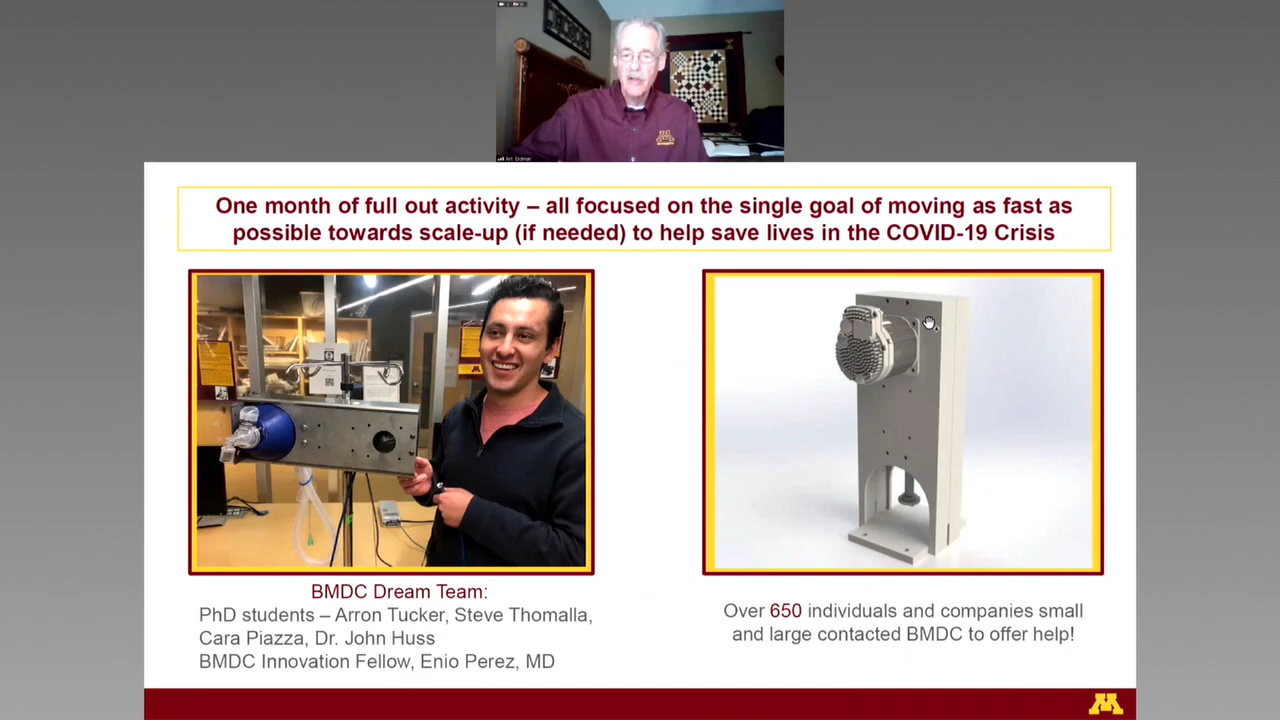 Art Erdman
One month of full out activity – all focused on the single goal of moving as fast as
possible towards scale-up (if needed) to help save lives in the COVID-19 Crisis
BMDC Dream Team:
PhD students – Arron Tucker, Steve Thomalla,
Cara Piazza, Dr. John Huss
BMDC Innovation Fellow, Enio Perez, MD
Over 650 individuals and companies small
and large contacted BMDC to offer help!
M